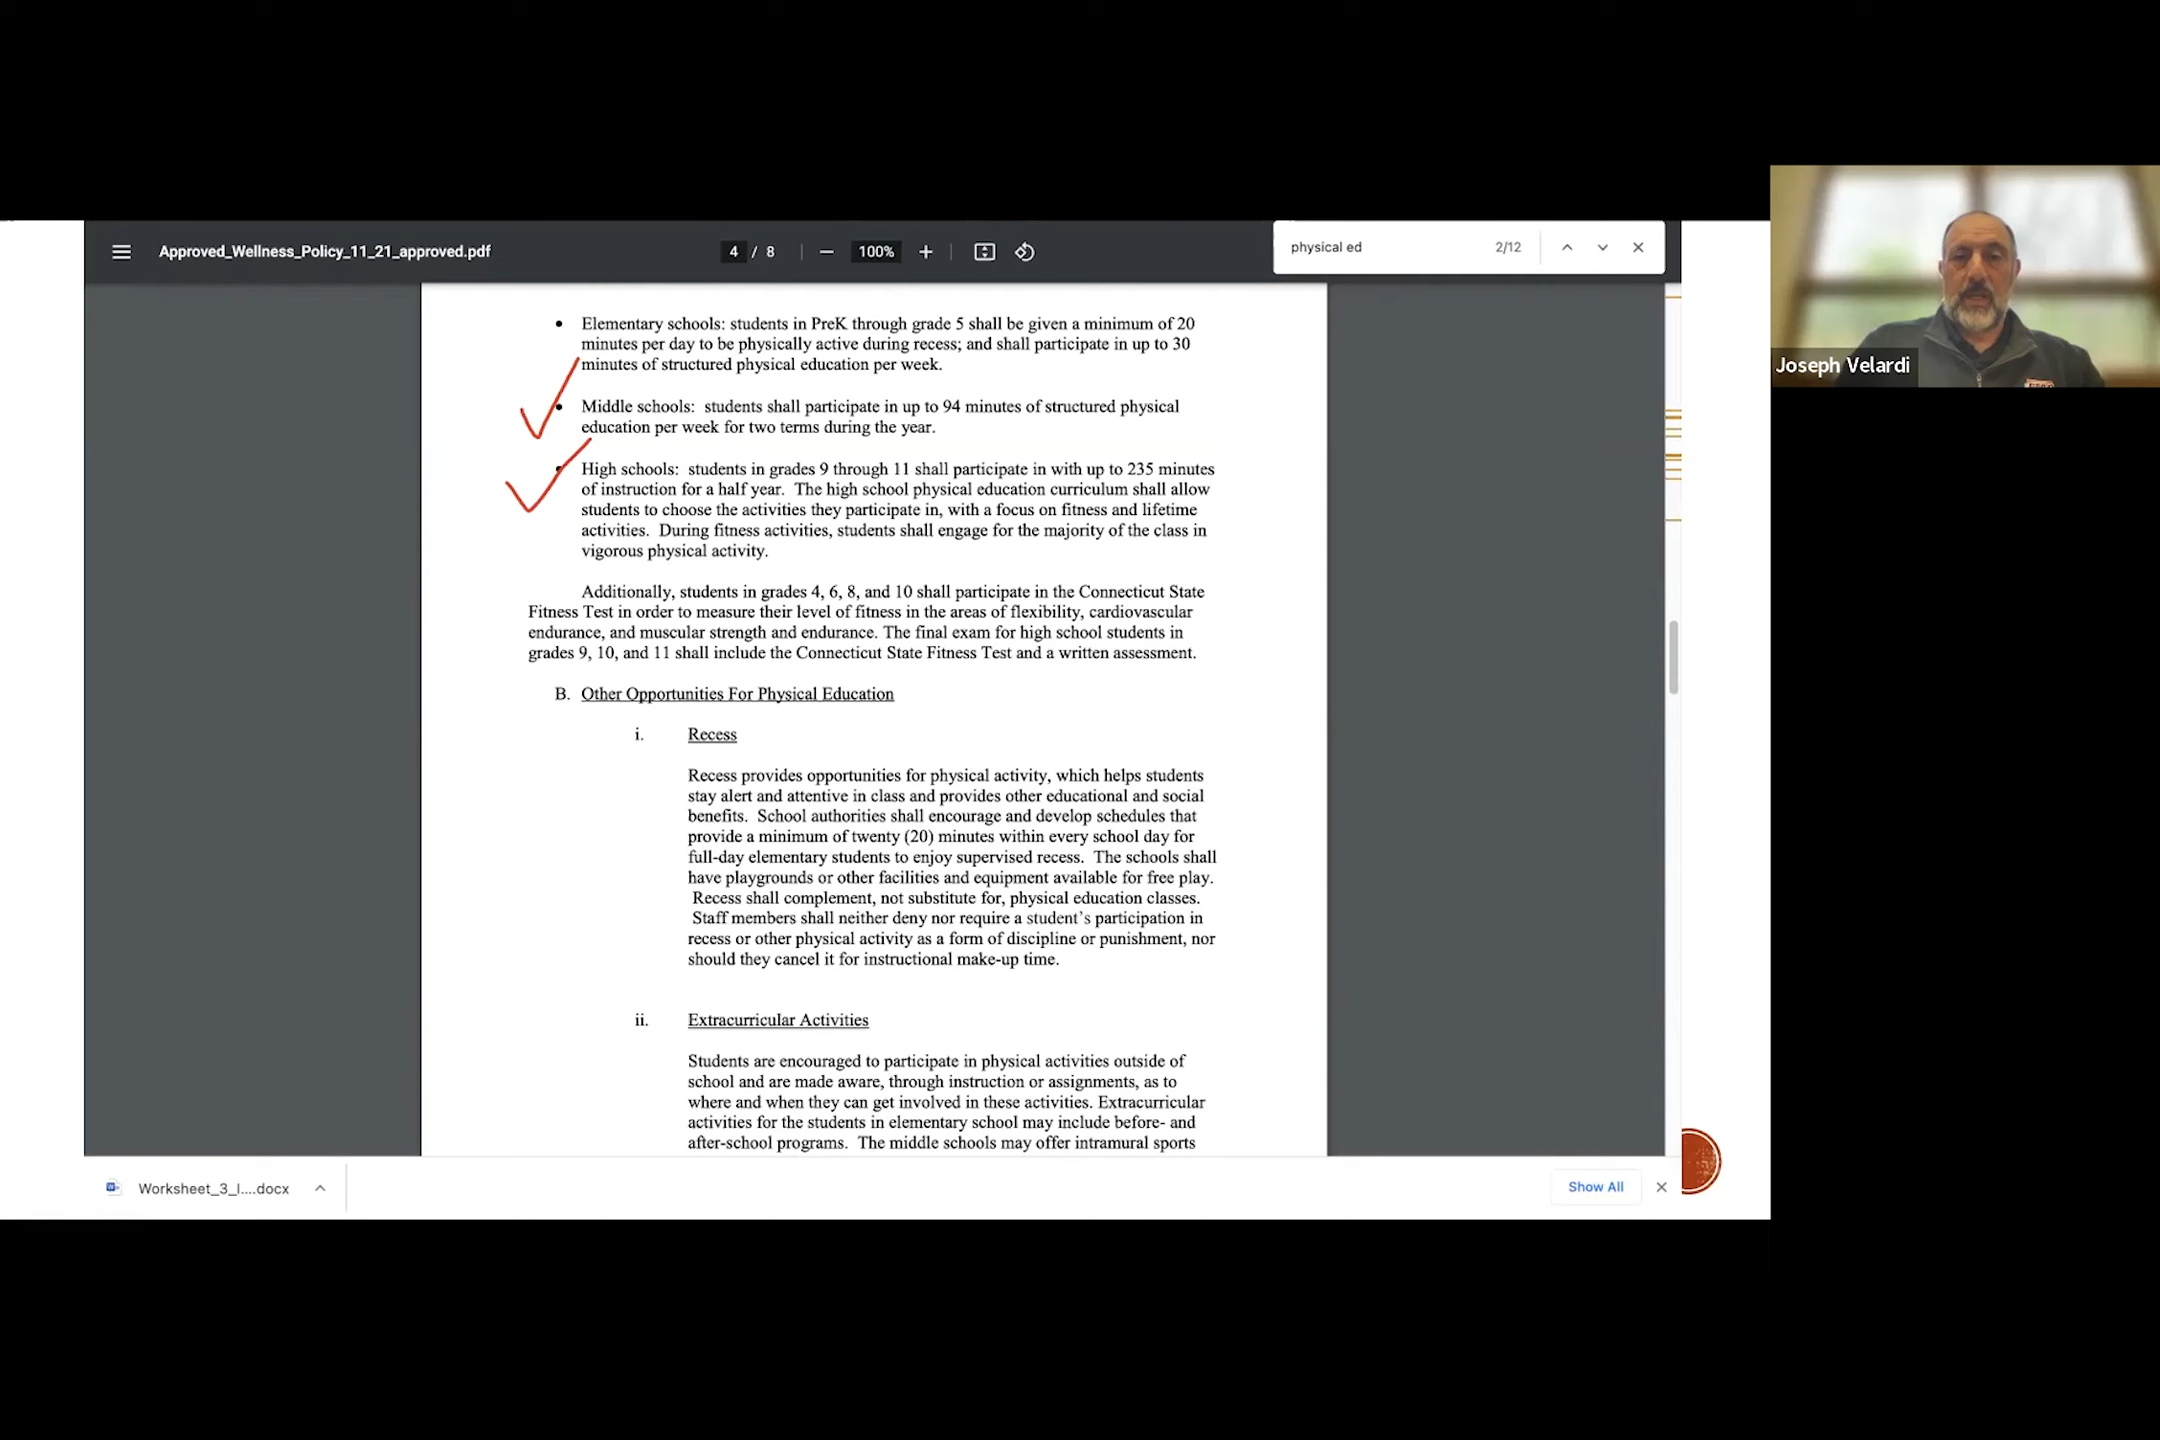 Approved_Wellness_Policy_11_21_approved.pdf
4 / 8
100%
physical ed
2/12
Joseph Velardi
• Elementary schools: students in PreK through grade 5 shall be given a minimum of 20
minutes per day to be physically active during recess; and shall participate in up to 30
minutes of structured physical education per week.
• Middle schools: students shall participate in up to 94 minutes of structured physical
education per week for two terms during the year.
• High schools: students in grades 9 through 11 shall participate in with up to 235 minutes
of instruction for a half year. The high school physical education curriculum shall allow
students to choose the activities they participate in, with a focus on fitness and lifetime
activities. During fitness activities, students shall engage for the majority of the class in
vigorous physical activity.
Additionally, students in grades 4, 6, 8, and 10 shall participate in the Connecticut State
Fitness Test in order to measure their level of fitness in the areas of flexibility, cardiovascular
endurance, and muscular strength and endurance. The final exam for high school students in
grades 9, 10, and 11 shall include the Connecticut State Fitness Test and a written assessment.
B. Other Opportunities For Physical Education
i. Recess
Recess provides opportunities for physical activity, which helps students
stay alert and attentive in class and provides other educational and social
benefits. School authorities shall encourage and develop schedules that
provide a minimum of twenty (20) minutes within every school day for
full-day elementary students to enjoy supervised recess. The schools shall
have playgrounds or other facilities and equipment available for free play.
Recess shall complement, not substitute for, physical education classes.
Staff members shall neither deny nor require a student's participation in
recess or other physical activity as a form of discipline or punishment, nor
should they cancel it for instructional make-up time.
ii. Extracurricular Activities
Students are encouraged to participate in physical activities outside of
school and are made aware, through instruction or assignments, as to
where and when they can get involved in these activities. Extracurricular
activities for the students in elementary school may include before- and
after-school programs. The middle schools may offer intramural sports
Worksheet_3_I....docx
Show All